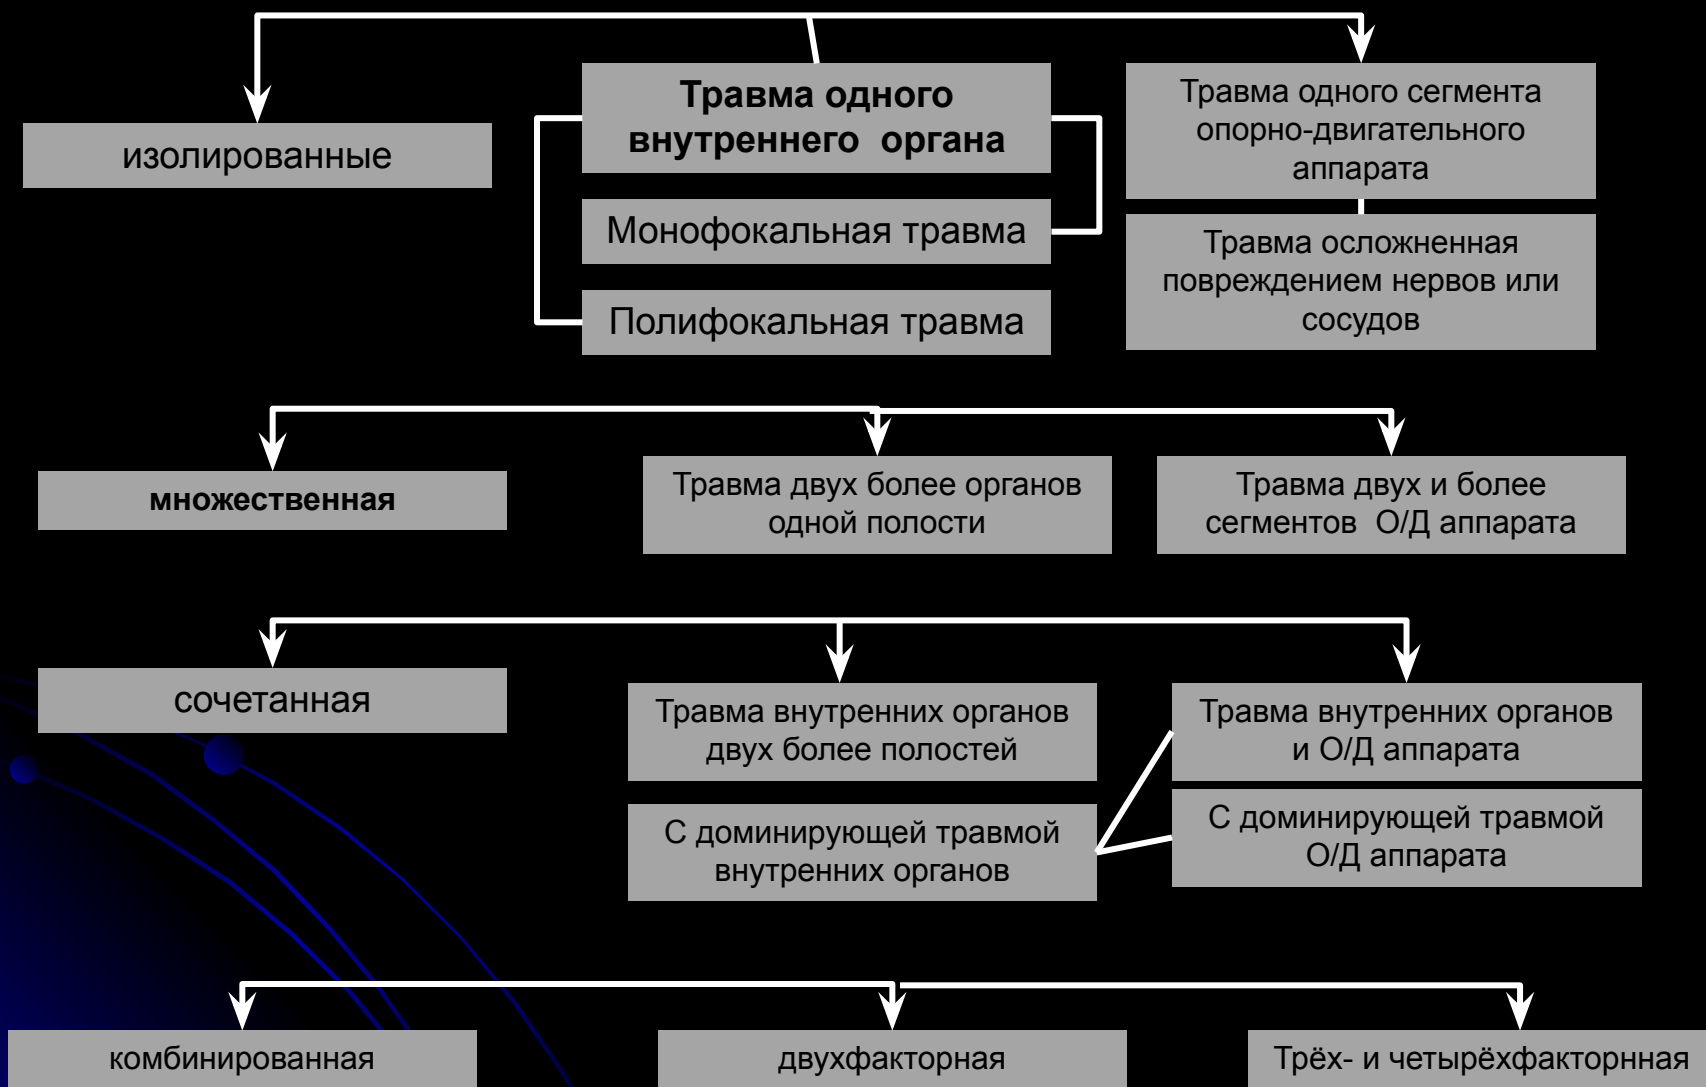 изолированные
Травма одного
внутреннего органа
Монофокальная травма
Полифокальная травма
Травма одного сегмента
опорно-двигательного
аппарата
Травма осложненная
повреждением нервов или
сосудов
множественная
Травма двух более органов
одной полости
Травма двух и более
сегментов О/Д аппарата
сочетанная
Травма внутренних органов
двух более полостей
Травма внутренних органов
и О/Д аппарата
С доминирующей травмой
внутренних органов
С доминирующей травмой
О/Д аппарата
комбинированная
двухфакторная
Трёх- и четырёхфакторнная